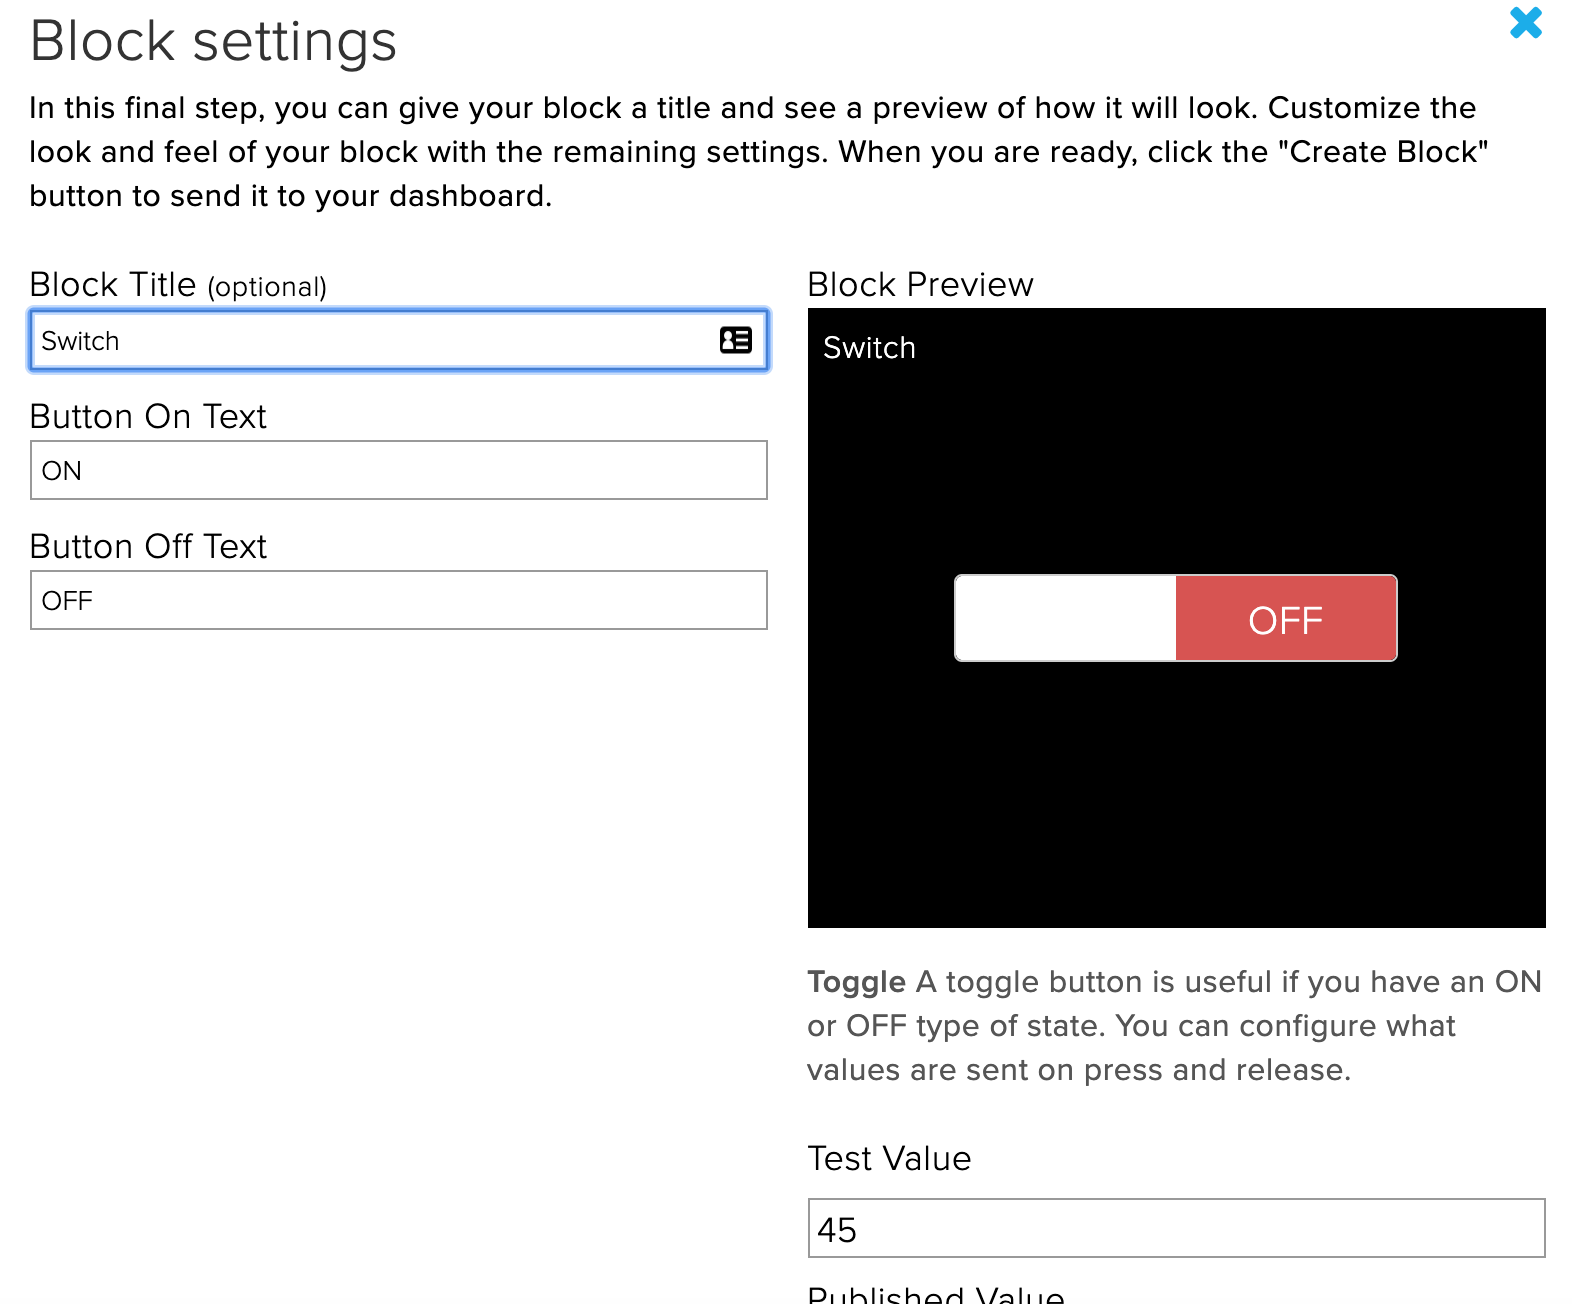 Block settings
In this final step, you can give your block a title and see a preview of how it will look. Customize the
look and feel of your block with the remaining settings. When you are ready, click the "Create Block"
button to send it to your dashboard.
Block Title (optional)
Switch
Button On Text
ON
Button Off Text
OFF
Block Preview
Switch
OFF
Toggle A toggle button is useful if you have an ON
or OFF type of state. You can configure what
values are sent on press and release.
Test Value
45
Published Value